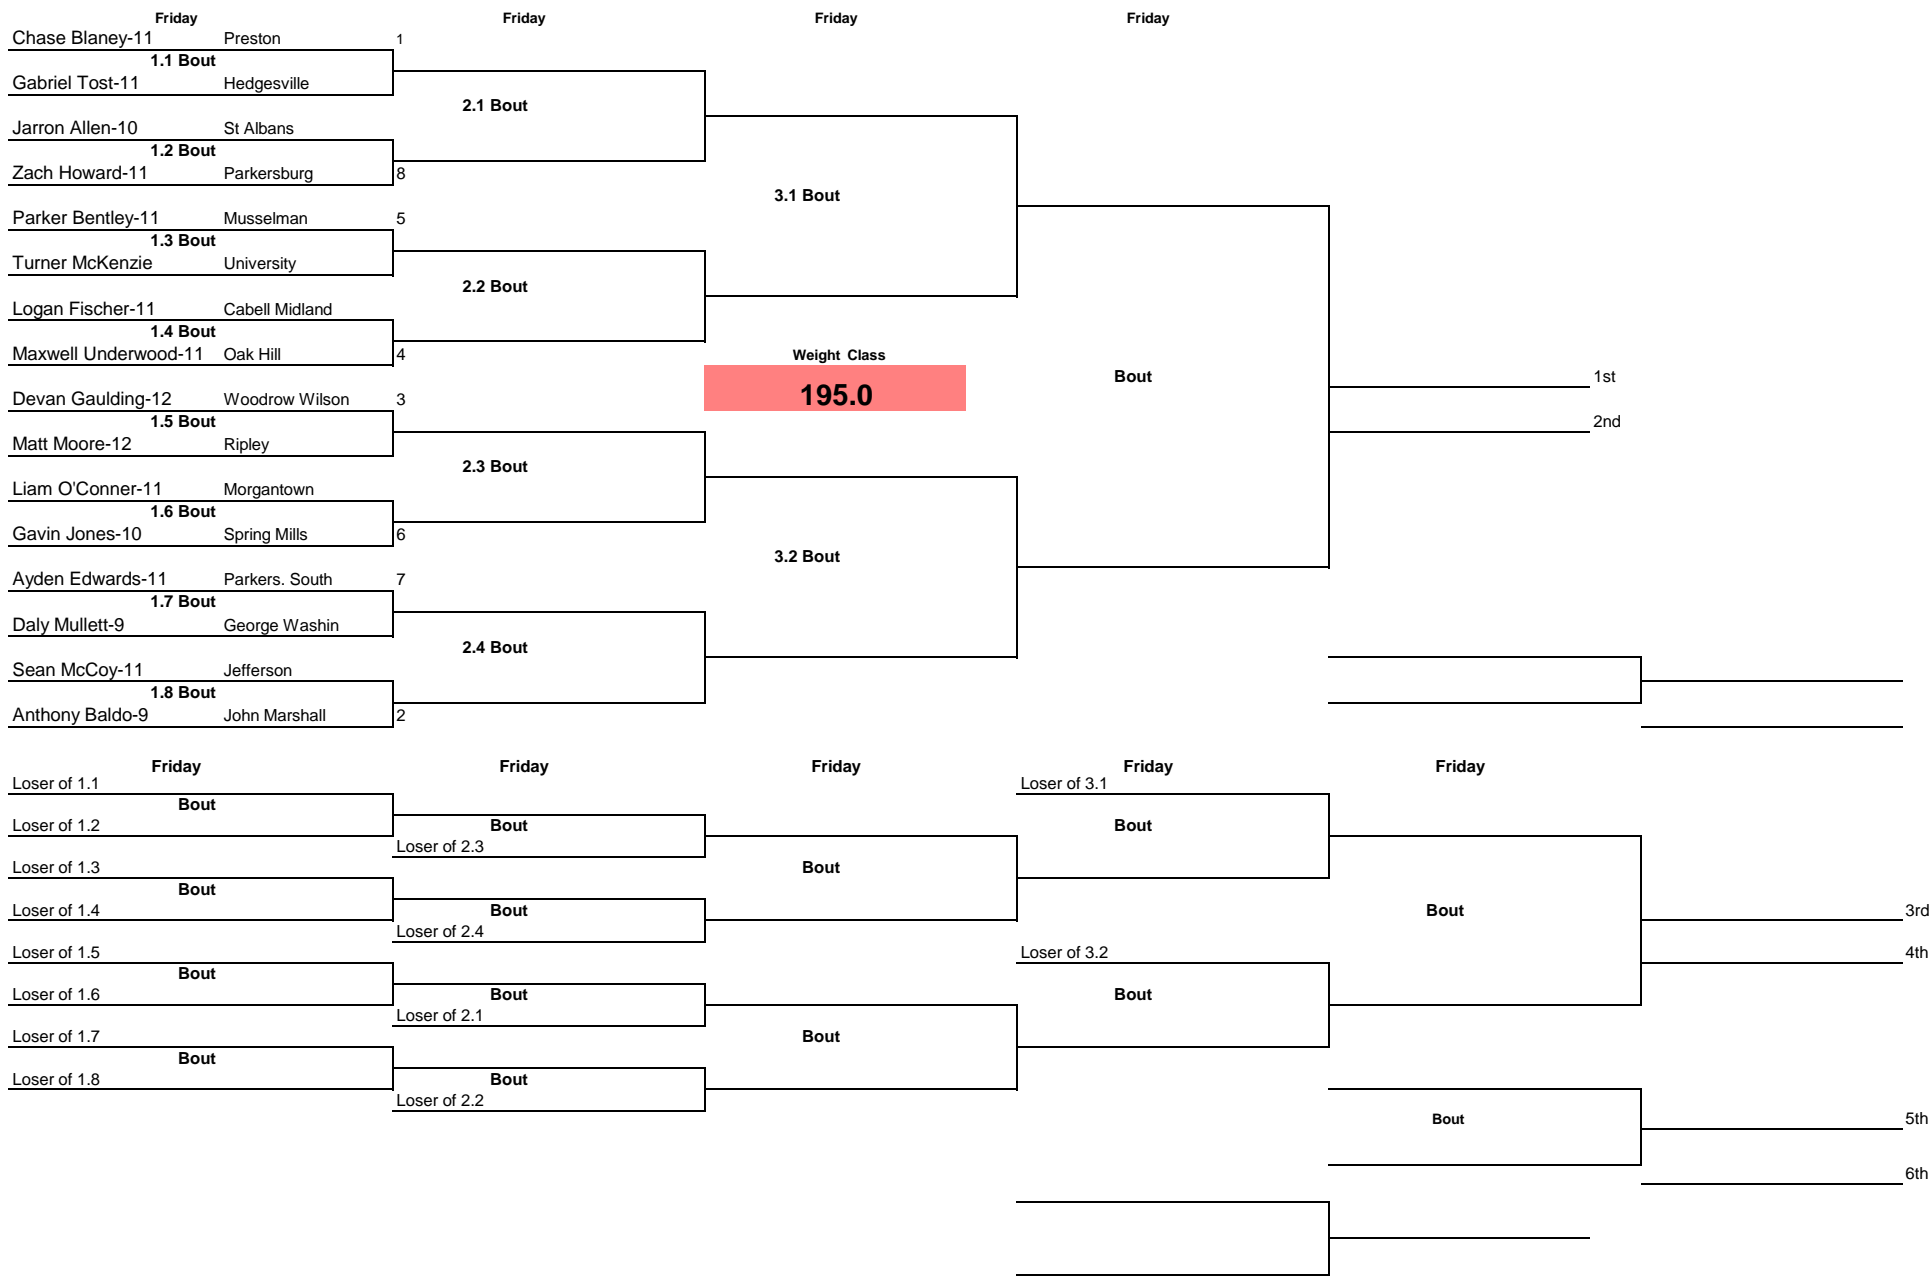 Friday Friday Friday Friday
Chase Blaney-11 Preston 1
1.1 Bout
Gabriel Tost-11 Hedgesville
2.1 Bout
Jarron Allen-10 St Albans
1.2 Bout
Zach Howard-11 Parkersburg 8
3.1 Bout
Parker Bentley-11 Musselman 5
1.3 Bout
Turner McKenzie University
2.2 Bout
Logan Fischer-11 Cabell Midland
1.4 Bout
Maxwell Underwood-11 Oak Hill 4
Weight Class
Bout 1st
195.0
Devan Gaulding-12 Woodrow Wilson 3
1.5 Bout 2nd
Matt Moore-12 Ripley
2.3 Bout
Liam O'Conner-11 Morgantown
1.6 Bout
Gavin Jones-10 Spring Mills 6
3.2 Bout
Ayden Edwards-11 Parkers. South 7
1.7 Bout
Daly Mullett-9 George Washin
2.4 Bout
Sean McCoy-11 Jefferson
1.8 Bout
Anthony Baldo-9 John Marshall 2
Friday Friday Friday Friday Friday
Loser of 1.1 Loser of 3.1
Bout
Loser of 1.2 Bout Bout
Loser of 2.3
Loser of 1.3 Bout
Bout
Loser of 1.4 Bout Bout 3rd
Loser of 2.4
Loser of 1.5 Loser of 3.2 4th
Bout
Loser of 1.6 Bout Bout
Loser of 2.1
Loser of 1.7 Bout
Bout
Loser of 1.8 Bout
Loser of 2.2
Bout 5th
6th